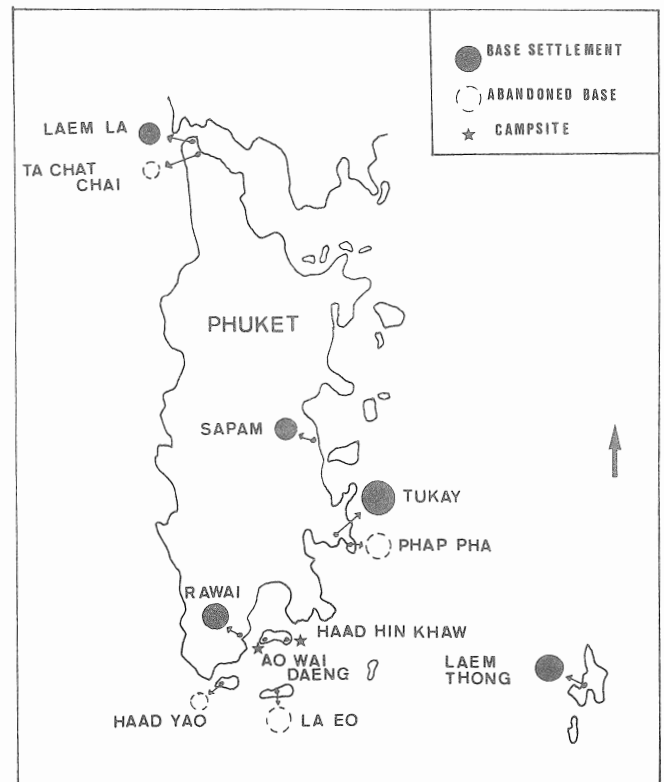 BASE SETTLEMENT
ABANDONED BASE
CAMPSITE
LAEM LA
TA CHAT
CHAI
PHUKET
SAPAM
TUKAY
PHAP PHA
RAWAI
HAAD HIN KHAW
AO WAI
DAENG
LAEM
THONG
HAAD YAO
LA EO